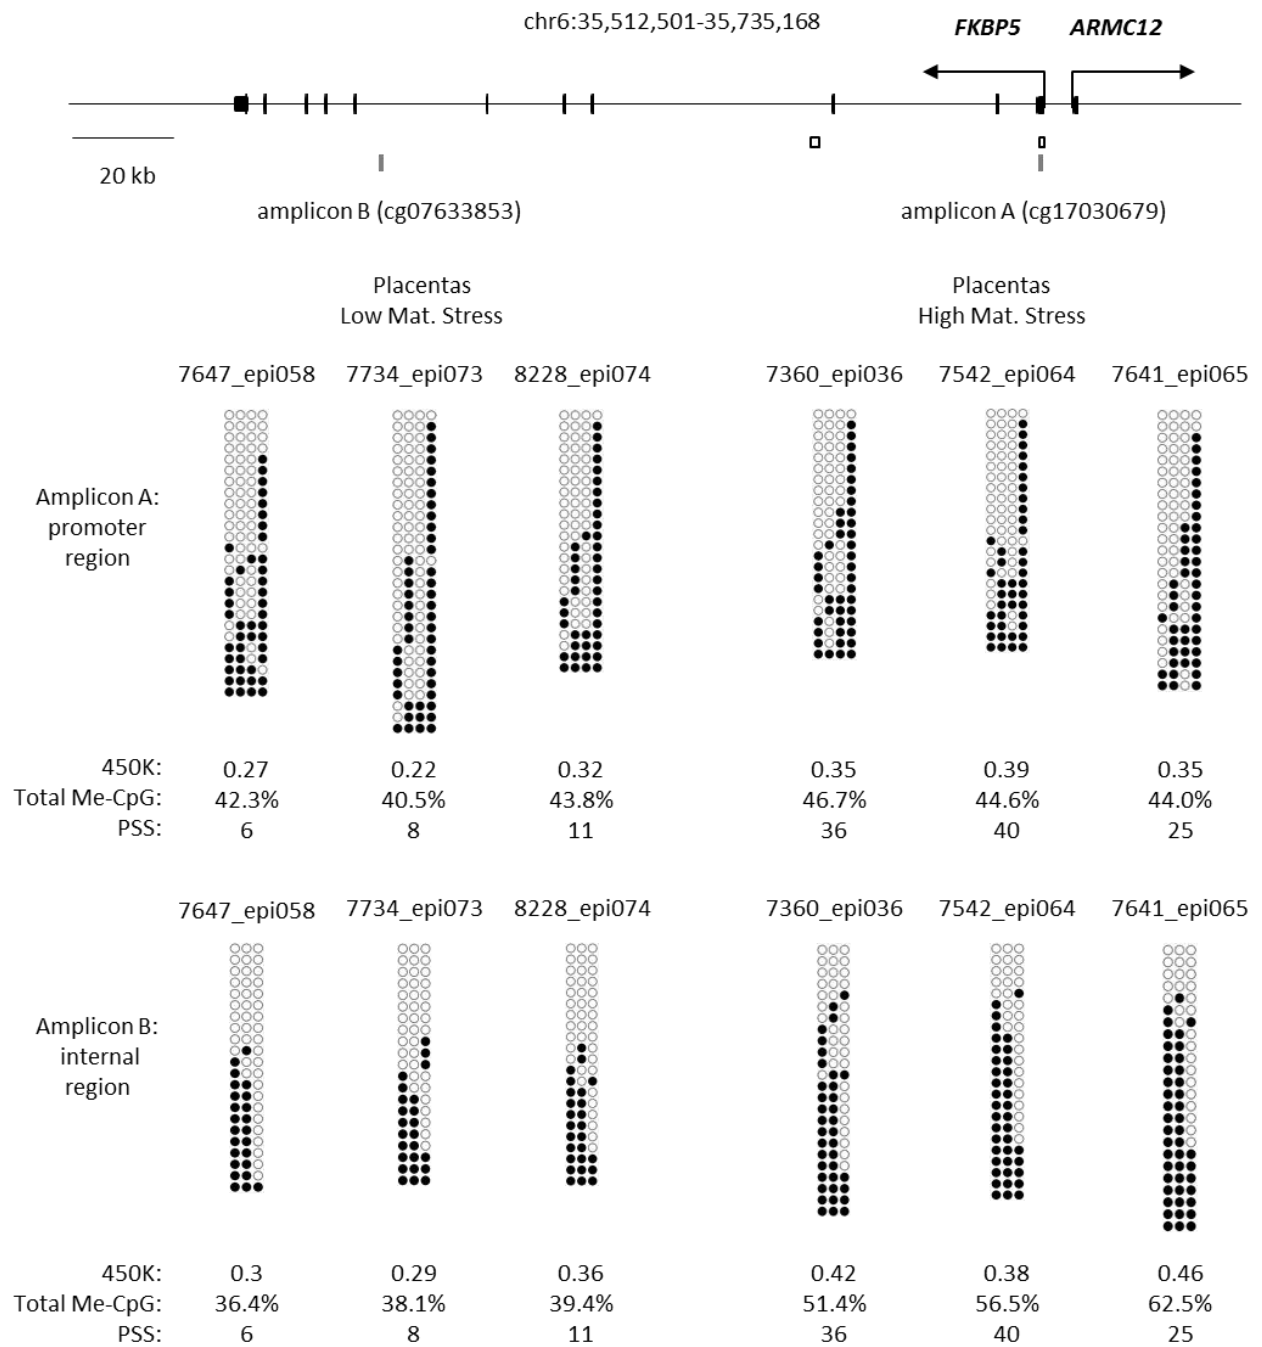 chr6:35,512,501-35,735,168
FKBP5 ARMC12
20 kb
amplicon B (cg07633853) amplicon A (cg17030679)
Placentas Placentas
Low Mat. Stress High Mat. Stress
7647_epi058 7734_epi073 8228_epi074 7360_epi036 7542_epi064 7641_epi065
Amplicon A:
promoter
region
450K: 0.27 0.22 0.32 0.35 0.39 0.35
Total Me-CpG: 42.3% 40.5% 43.8% 46.7% 44.6% 44.0%
PSS: 6 8 11 36 40 25
7647_epi058 7734_epi073 8228_epi074 7360_epi036 7542_epi064 7641_epi065
Amplicon B:
internal
region
450K: 0.3 0.29 0.36 0.42 0.38 0.46
Total Me-CpG: 36.4% 38.1% 39.4% 51.4% 56.5% 62.5%
PSS: 6 8 11 36 40 25